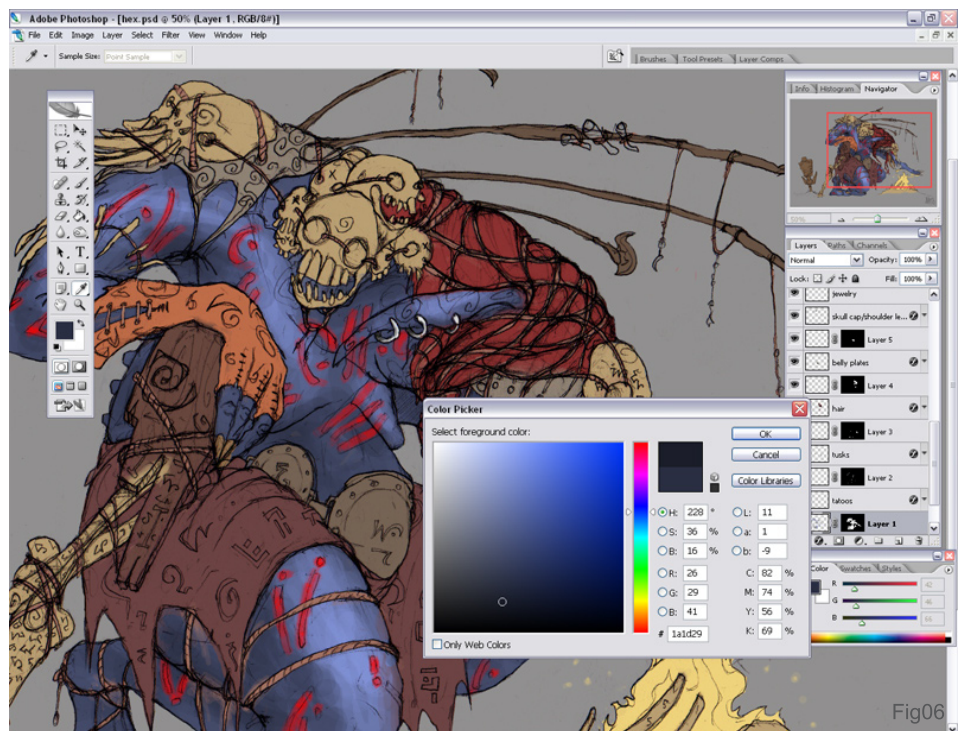 Adobe Photoshop - [hex.psd @ 50% (Layer 1, RGB/8#)]
File Edit Image Layer Select Filter View Window Help
Sample Size: Point Sample
Brushes Tool Presets Layer Comps
Info Histogram Navigator
50%
Layers Paths Channels
Normal Opacity: 100%
Lock: Fill: 100%
jewelry
skull cap/shoulder le...
Layer 5
belly plates
Layer 4
hair
Layer 3
tusks
Layer 2
tatoos
Layer 1
Color Picker
Select foreground color:
OK
Cancel
Color Libraries
H: 228 ° L: 11
S: 36 % a: 1
B: 16 % b: -9
R: 26 C: 82 %
G: 29 M: 74 %
B: 41 Y: 56 %
# 1a1d29 K: 69 %
Only Web Colors
Color Swatches Styles
R 42
G 46
B 66
Fig06